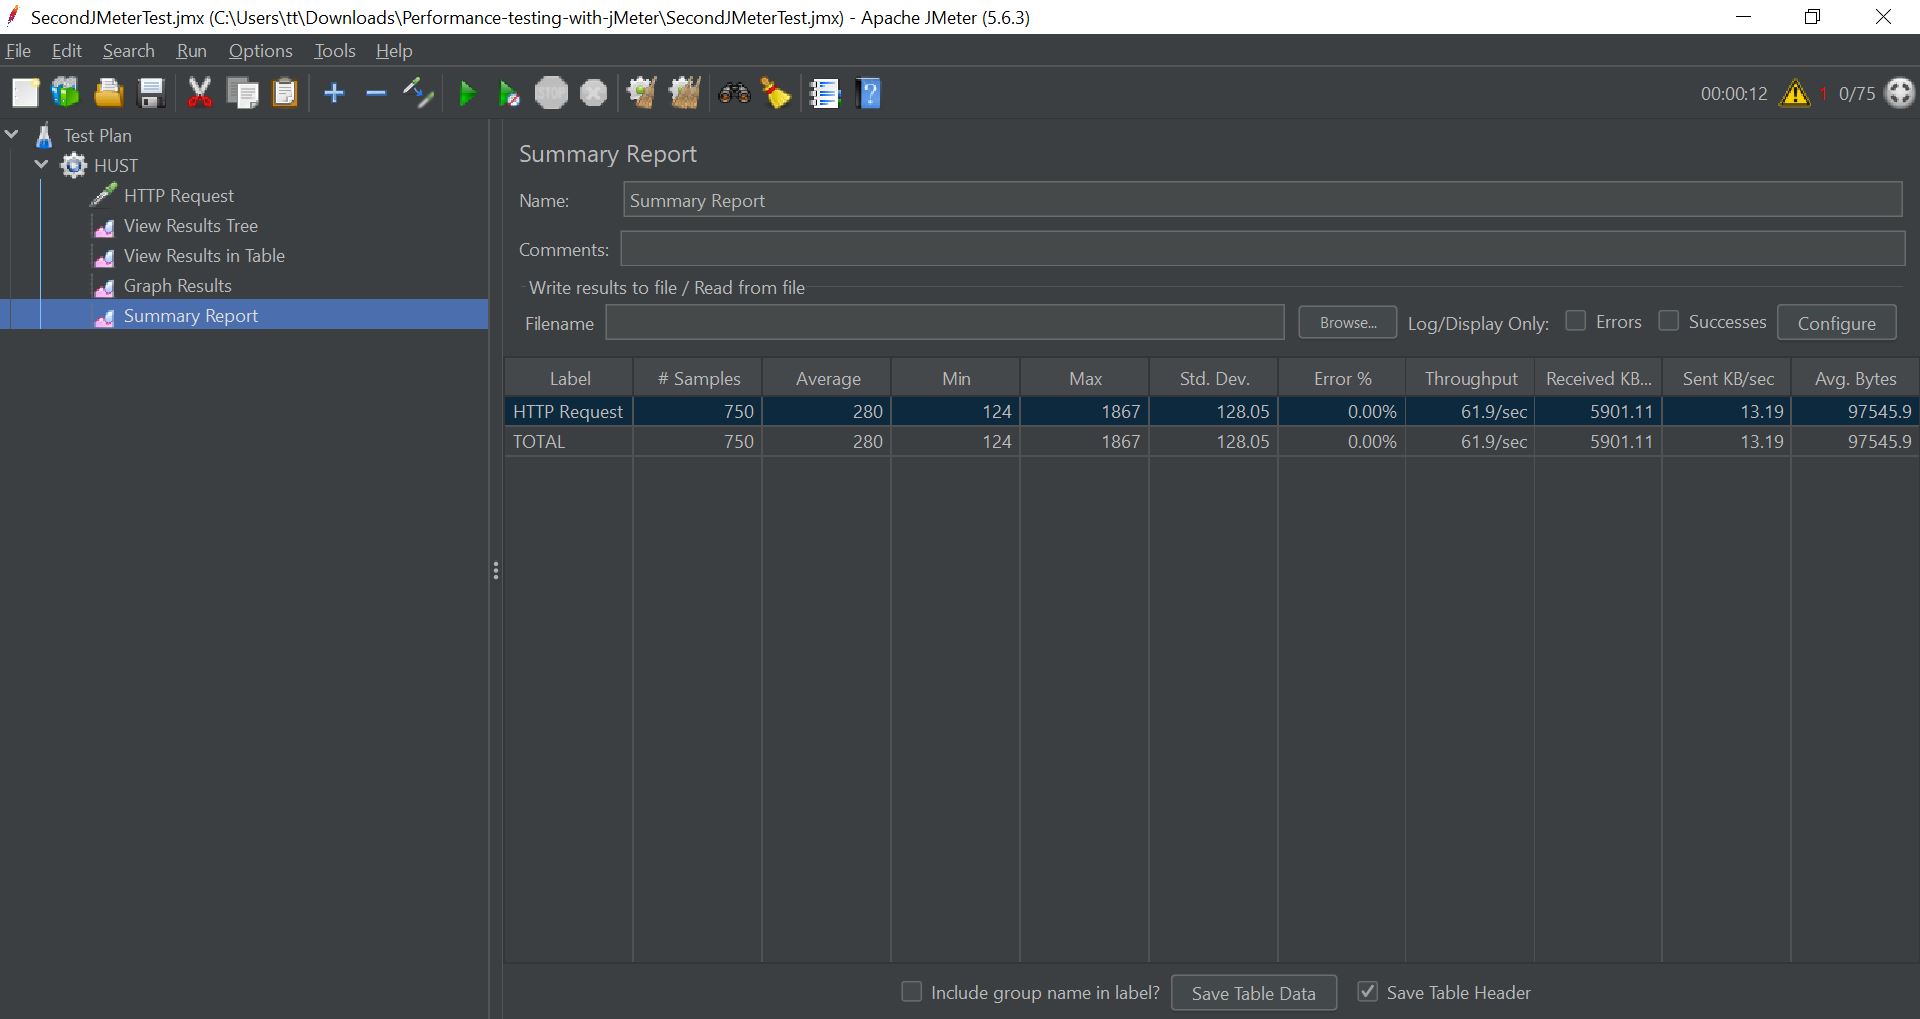 SecondJMeterTest.jmx (C:\Users\tt\Downloads\Performance-testing-with-jMeter\SecondJMeterTest.jmx) - Apache JMeter (5.6.3)
File Edit Search Run Options Tools Help
STOP 00:00:12 1 0/75
Test Plan
HUST
HTTP Request
View Results Tree
View Results in Table
Graph Results
Summary Report
Summary Report
Name: Summary Report
Comments:
Write results to file / Read from file
Filename Browse... Log/Display Only: Errors Successes Configure
Label # Samples Average Min Max Std. Dev. Error % Throughput Received KB... Sent KB/sec Avg. Bytes
HTTP Request 750 280 124 1867 128.05 0.00% 61.9/sec 5901.11 13.19 97545.9
TOTAL 750 280 124 1867 128.05 0.00% 61.9/sec 5901.11 13.19 97545.9
Include group name in label? Save Table Data Save Table Header